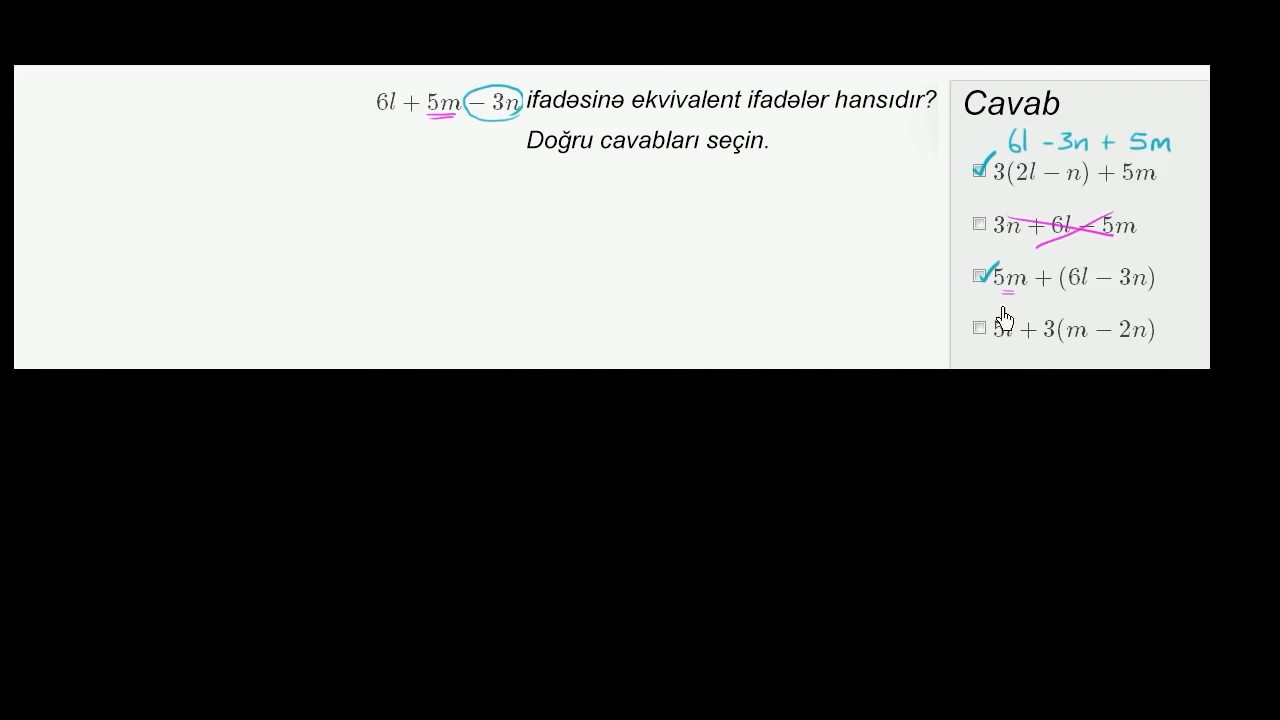 6l + 5m − 3n ifadəsinə ekvivalent ifadələr hansıdır?
Doğru cavabları seçin.
Cavab
6l − 3n + 5m
3(2l − n) + 5m
3n + 6l − 5m
5m + (6l − 3n)
5l + 3(m − 2n)